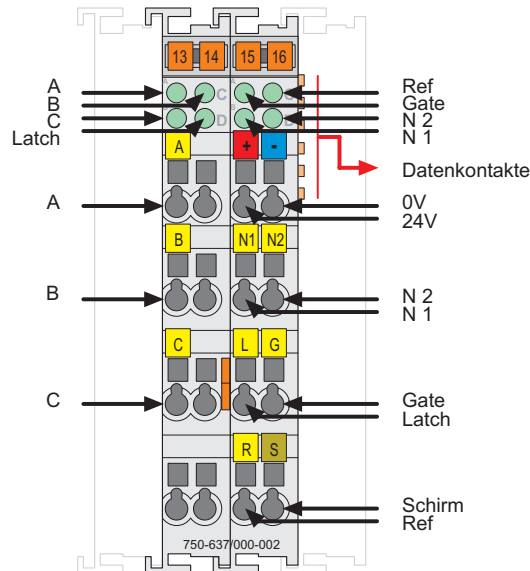 13 14 15 16
A
B
C
Latch
Ref
Gate
N 2
N 1
C
D
Datenkontakte
A + -
A
0V
24V
B N1 N2
B
N 2
N 1
C L G
C
Gate
Latch
R S
Schirm
Ref
750-637/000-002